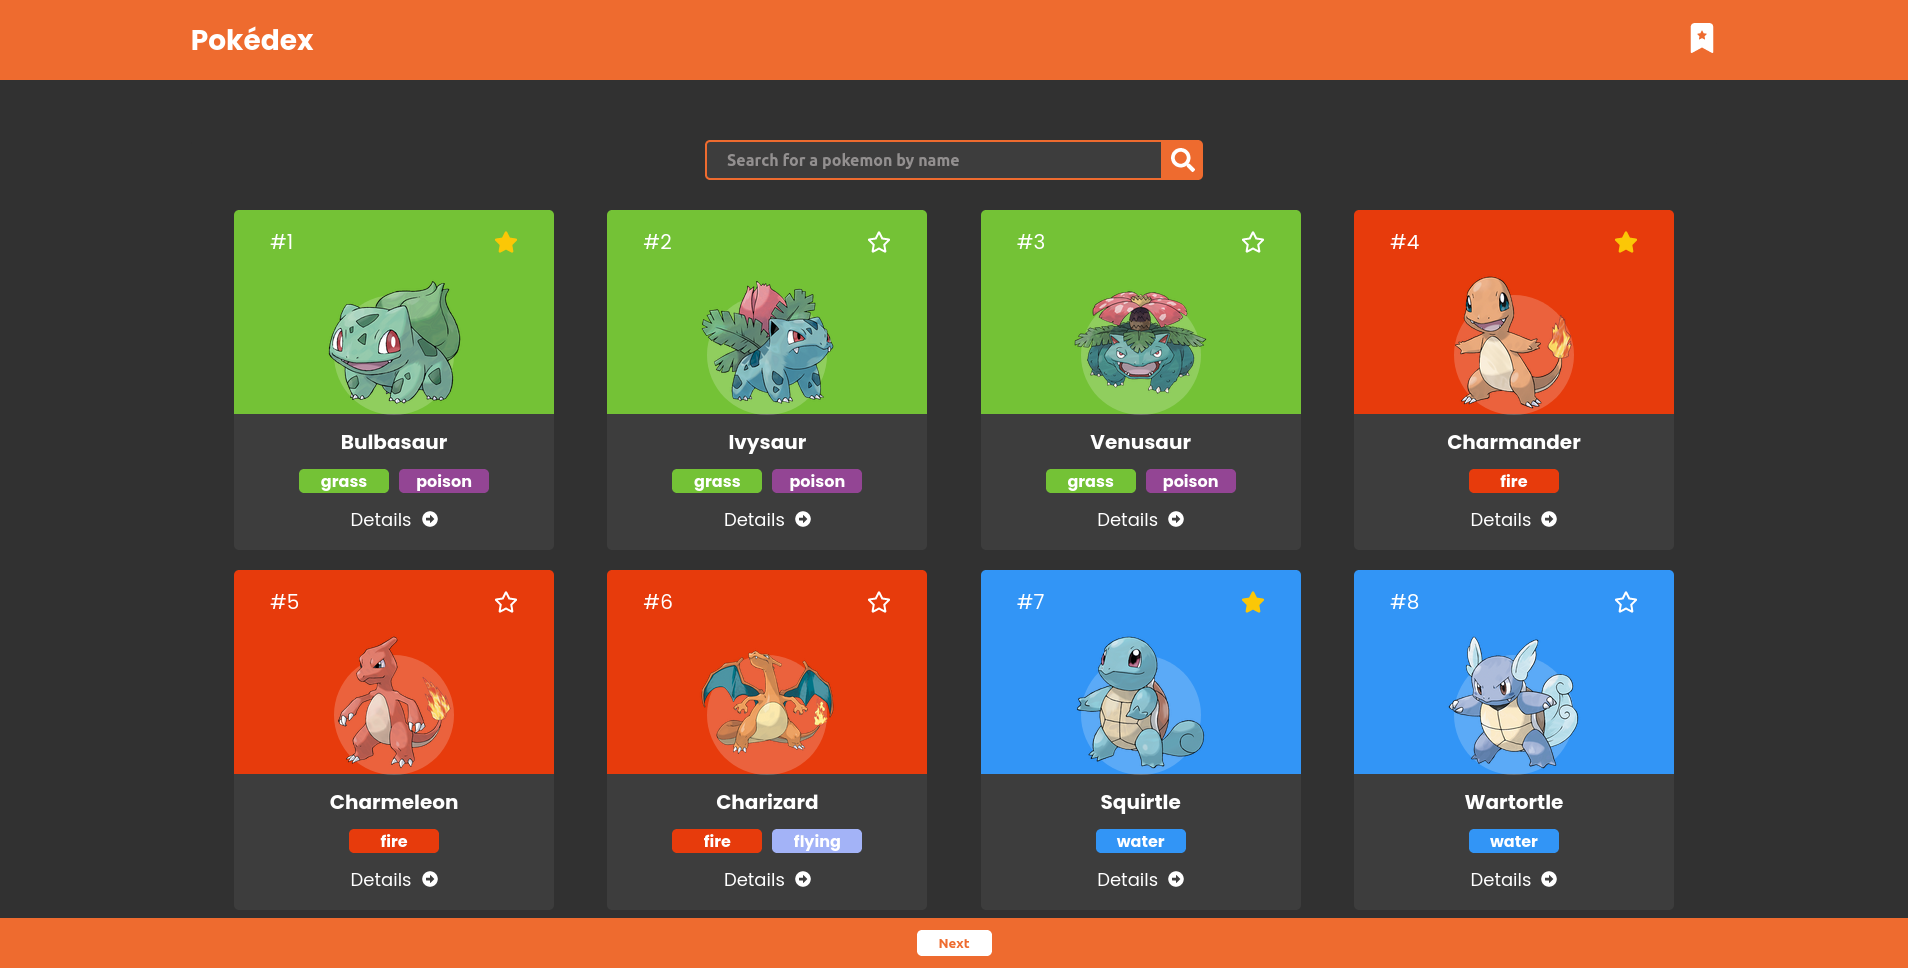 Pokédex
Search for a pokemon by name
#1
Bulbasaur
grass poison
Details
#2
Ivysaur
grass poison
Details
#3
Venusaur
grass poison
Details
#4
Charmander
fire
Details
#5
Charmeleon
fire
Details
#6
Charizard
fire flying
Details
#7
Squirtle
water
Details
#8
Wartortle
water
Details
Next